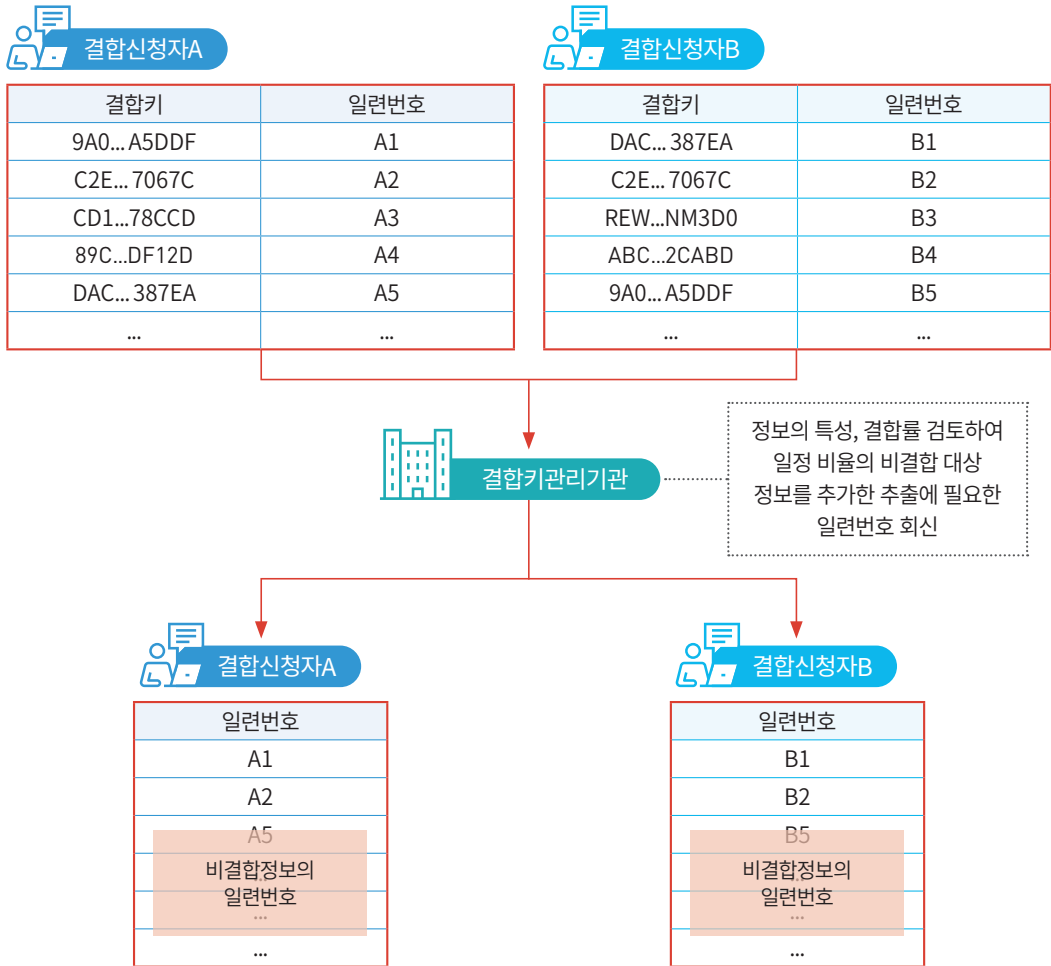 결합신청자A
결합키 일련번호
9A0... A5DDF A1
C2E... 7067C A2
CD1...78CCD A3
89C...DF12D A4
DAC... 387EA A5
... ...
결합신청자B
결합키 일련번호
DAC... 387EA B1
C2E... 7067C B2
REW...NM3D0 B3
ABC...2CABD B4
9A0... A5DDF B5
... ...
결합키관리기관
정보의 특성, 결합률 검토하여
일정 비율의 비결합 대상
정보를 추가한 추출에 필요한
일련번호 회신
결합신청자A
일련번호
A1
A2
A5
비결합정보의
일련번호
...
...
결합신청자B
일련번호
B1
B2
B5
비결합정보의
일련번호
...
...